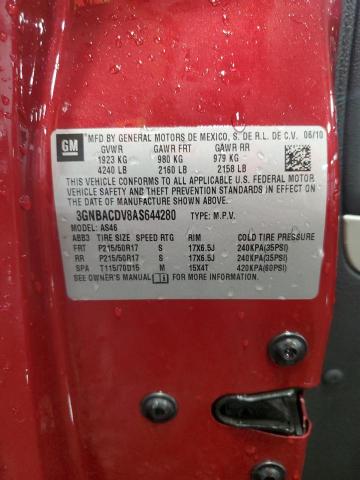 GM
MFD BY GENERAL MOTORS DE MEXICO, S. DE R.L. DE C.V. 06/10
GVWR GAWR FRT GAWR RR
1923 KG 980 KG 979 KG
4240 LB 2160 LB 2158 LB
THIS VEHICLE CONFORMS TO ALL APPLICABLE U.S. FEDERAL MOTOR
VEHICLE SAFETY AND THEFT PREVENTION STANDARDS IN EFFECT ON
THE DATE OF MANUFACTURE SHOWN ABOVE.
3GNBACDV8AS644280 TYPE: M.P.V.
MODEL: AS46
ABB3 TIRE SIZE SPEED RTG RIM COLD TIRE PRESSURE
FRT P215/50R17 S 17X6.5J 240KPA(35PSI)
RR P215/50R17 S 17X6.5J 240KPA(35PSI)
SPA T115/70D15 M 15X4T 420KPA(60PSI)
SEE OWNER'S MANUAL FOR MORE INFORMATION.